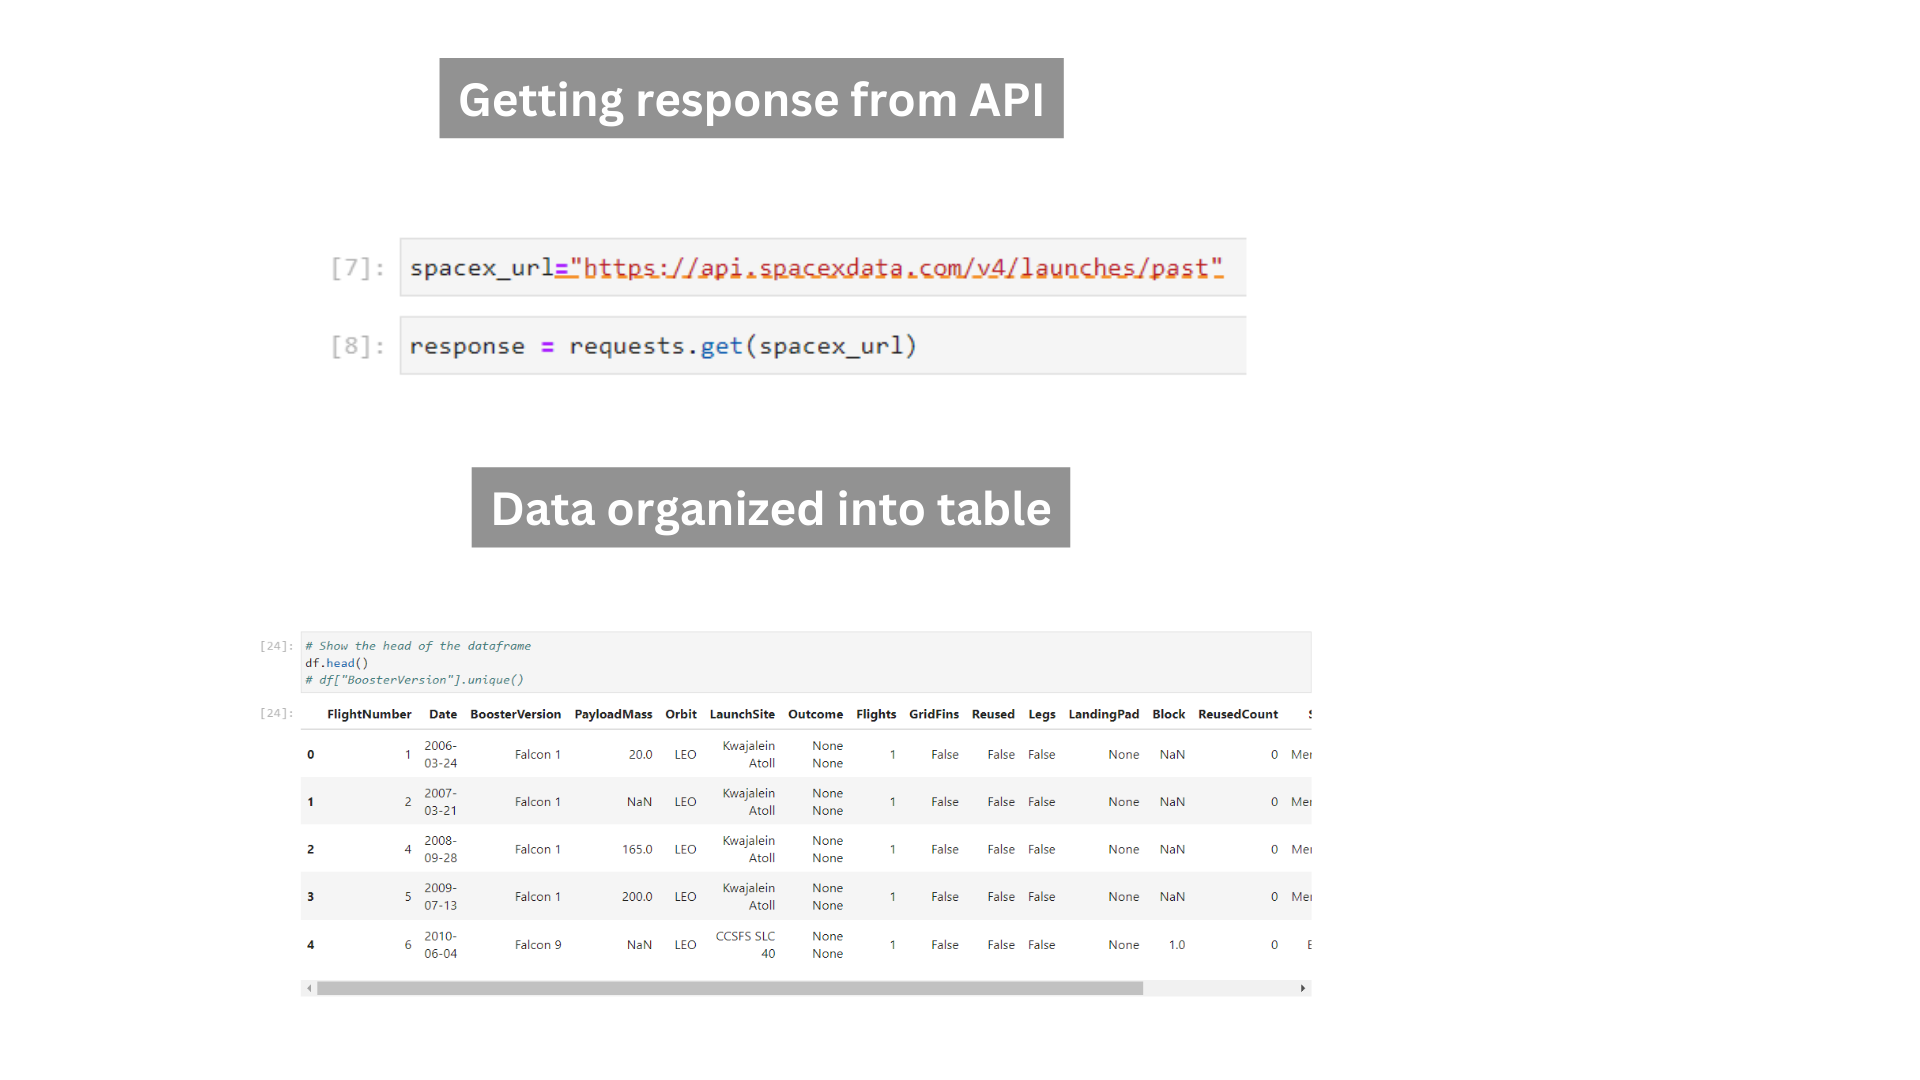 Getting response from API
[7]: spacex_url="https://api.spacexdata.com/v4/launches/past"
[8]: response = requests.get(spacex_url)
Data organized into table
[24]: # Show the head of the dataframe
df.head()
# df["BoosterVersion"].unique()
[24]: FlightNumber Date BoosterVersion PayloadMass Orbit LaunchSite Outcome Flights GridFins Reused Legs LandingPad Block ReusedCount
0 1 2006-03-24 Falcon 1 20.0 LEO Kwajalein Atoll None None 1 False False False None NaN 0 Mer
1 2 2007-03-21 Falcon 1 NaN LEO Kwajalein Atoll None None 1 False False False None NaN 0 Mer
2 4 2008-09-28 Falcon 1 165.0 LEO Kwajalein Atoll None None 1 False False False None NaN 0 Mer
3 5 2009-07-13 Falcon 1 200.0 LEO Kwajalein Atoll None None 1 False False False None NaN 0 Mer
4 6 2010-06-04 Falcon 9 NaN LEO CCSFS SLC 40 None None 1 False False False None 1.0 0